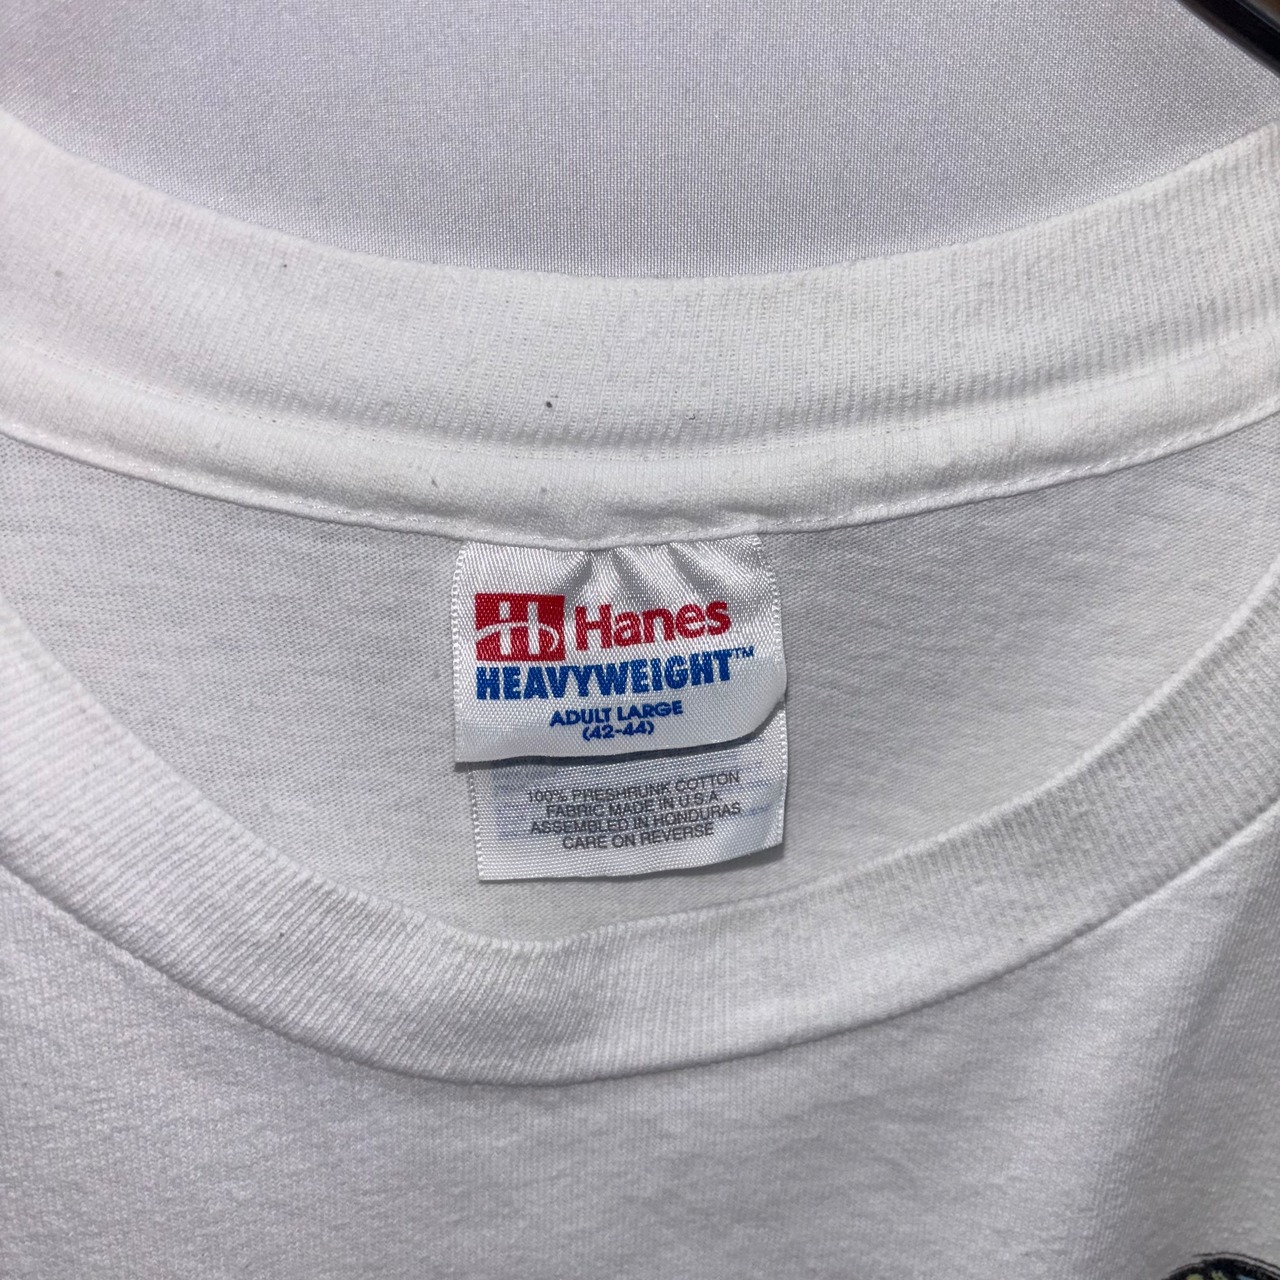 Hanes
HEAVYWEIGHT™
ADULT LARGE
(42-44)
100% PRESHRUNK COTTON
FABRIC MADE IN U.S.A.
ASSEMBLED IN HONDURAS
CARE ON REVERSE